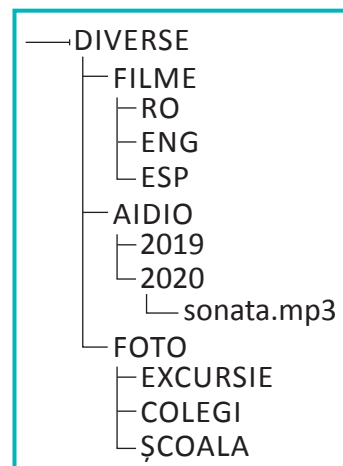 DIVERSE
FILME
RO
ENG
ESP
AIDIO
2019
2020
sonata.mp3
FOTO
EXCURSIE
COLEGI
ȘCOALA